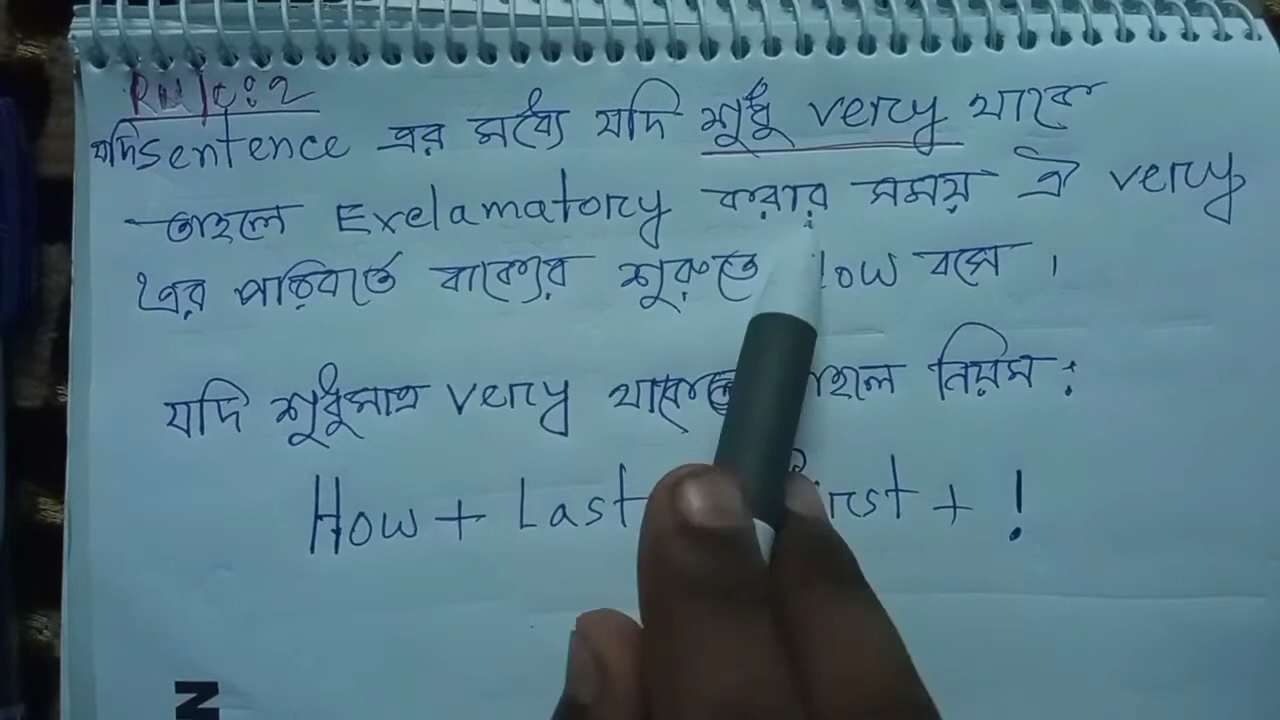 Rule:2
যদি sentence এর মধ্যে যদি শুধু very থাকে
তাহলে Exclamatory করার সময় ঐ very
এর পরিবর্তে বাক্যের শুরুতে How বসে ।
যদি শুধুমাত্র very থাকে নিয়ম :
How + Last First + !
N